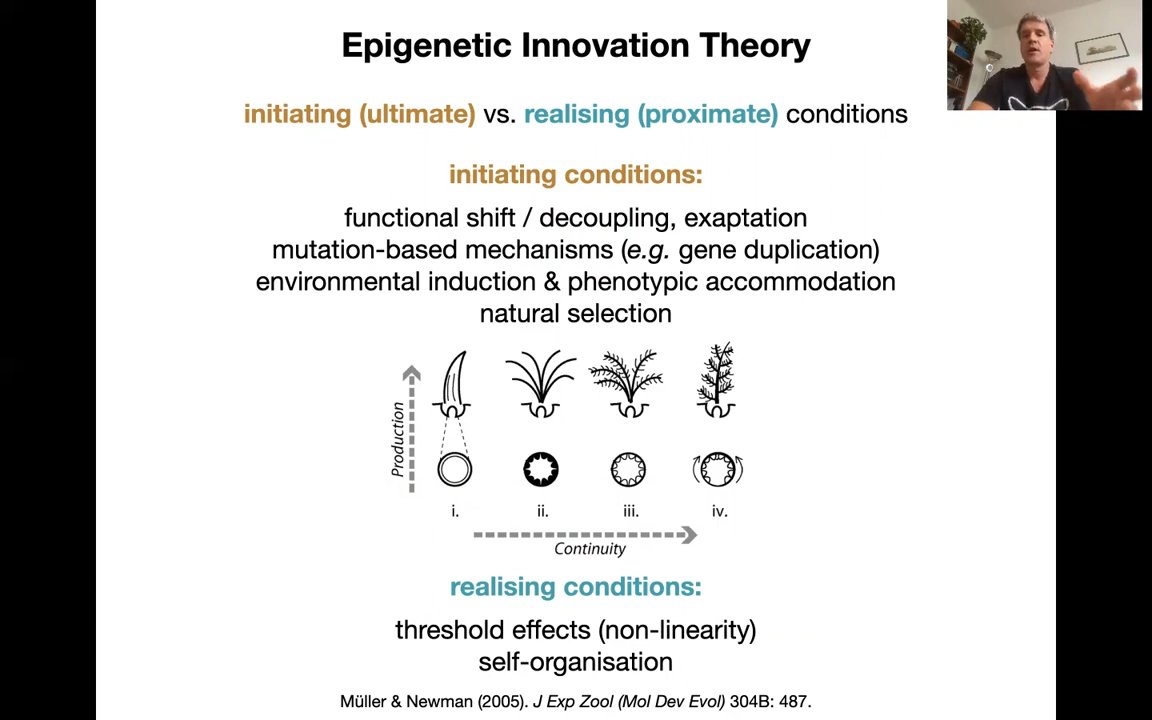 Epigenetic Innovation Theory
initiating (ultimate) vs. realising (proximate) conditions
initiating conditions:
functional shift / decoupling, exaptation
mutation-based mechanisms (e.g. gene duplication)
environmental induction & phenotypic accommodation
natural selection
Production
i. ii. iii. iv.
Continuity
realising conditions:
threshold effects (non-linearity)
self-organisation
Müller & Newman (2005). J Exp Zool (Mol Dev Evol) 304B: 487.